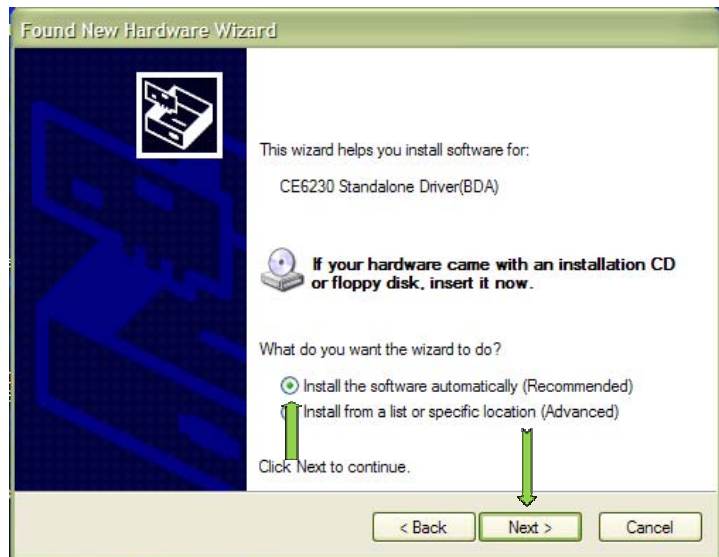 Found New Hardware Wizard
This wizard helps you install software for:
CE6230 Standalone Driver(BDA)
If your hardware came with an installation CD
or floppy disk, insert it now.
What do you want the wizard to do?
Install the software automatically (Recommended)
Install from a list or specific location (Advanced)
Click Next to continue.
< Back
Next >
Cancel